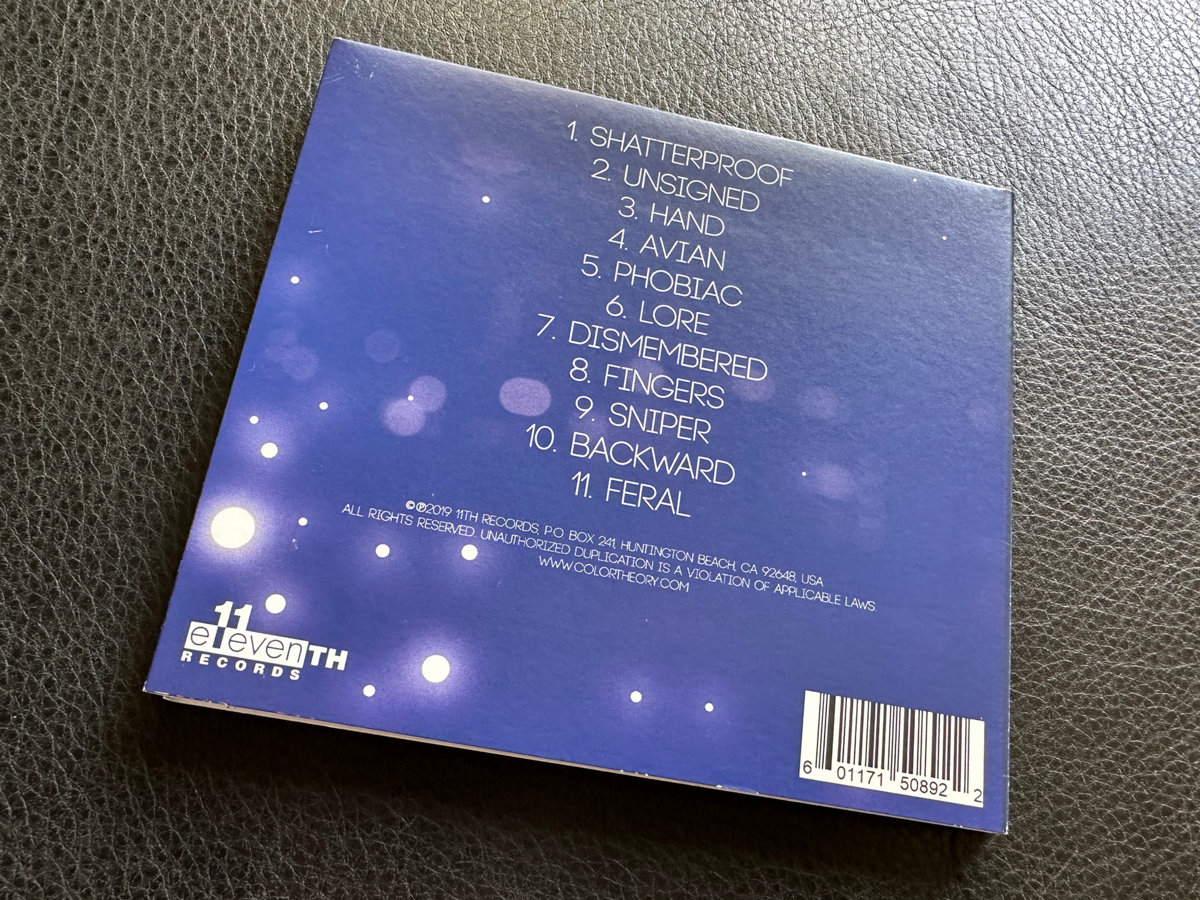 1. SHATTERPROOF
2. UNSIGNED
3. HAND
4. AVIAN
5. PHOBIAC
6. LORE
7. DISMEMBERED
8. FINGERS
9. SNIPER
10. BACKWARD
11. FERAL
©℗2019 11TH RECORDS, P.O. BOX 241, HUNTINGTON BEACH, CA 92648, USA
ALL RIGHTS RESERVED. UNAUTHORIZED DUPLICATION IS A VIOLATION OF APPLICABLE LAWS
WWW.COLORTHEORY.COM
11
elevenTH
RECORDS
6 01171 50892 2